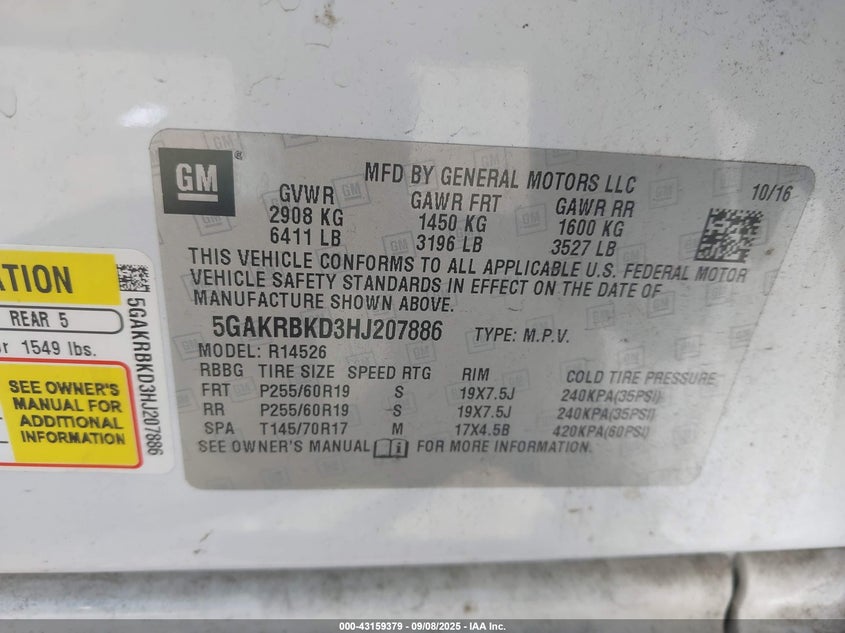 GM
MFD BY GENERAL MOTORS LLC
10/16
GVWR GAWR FRT GAWR RR
2908 KG 1450 KG 1600 KG
6411 LB 3196 LB 3527 LB
THIS VEHICLE CONFORMS TO ALL APPLICABLE U.S. FEDERAL MOTOR
VEHICLE SAFETY STANDARDS IN EFFECT ON THE DATE OF
MANUFACTURE SHOWN ABOVE.
5GAKRBKD3HJ207886 TYPE: M.P.V.
MODEL: R14526
RBBG TIRE SIZE SPEED RTG RIM COLD TIRE PRESSURE
FRT P255/60R19 S 19X7.5J 240KPA(35PSI)
RR P255/60R19 S 19X7.5J 240KPA(35PSI)
SPA T145/70R17 M 17X4.5B 420KPA(60PSI)
SEE OWNER'S MANUAL i FOR MORE INFORMATION.
REAR 5
1549 lbs.
SEE OWNER'S
MANUAL FOR
ADDITIONAL
INFORMATION
5GAKRBKD3HJ207886
000-43159379 - 09/08/2025 - IAA Inc.